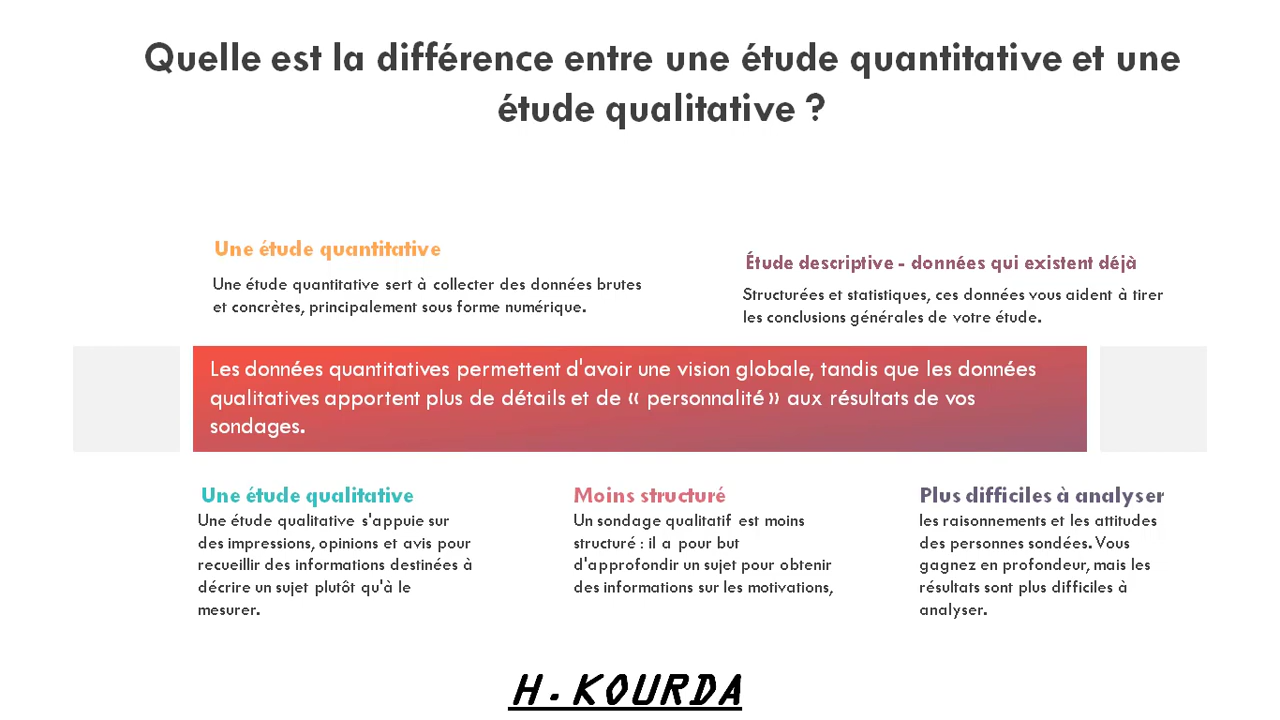 Quelle est la différence entre une étude quantitative et une
étude qualitative ?
Une étude quantitative
Une étude quantitative sert à collecter des données brutes
et concrètes, principalement sous forme numérique.
Étude descriptive - données qui existent déjà
Structurées et statistiques, ces données vous aident à tirer
les conclusions générales de votre étude.
Les données quantitatives permettent d'avoir une vision globale, tandis que les données
qualitatives apportent plus de détails et de « personnalité » aux résultats de vos
sondages.
Une étude qualitative
Une étude qualitative s'appuie sur
des impressions, opinions et avis pour
recueillir des informations destinées à
décrire un sujet plutôt qu'à le
mesurer.
Moins structuré
Un sondage qualitatif est moins
structuré : il a pour but
d'approfondir un sujet pour obtenir
des informations sur les motivations,
Plus difficiles à analyser
les raisonnements et les attitudes
des personnes sondées. Vous
gagnez en profondeur, mais les
résultats sont plus difficiles à
analyser.
H.KOURDA